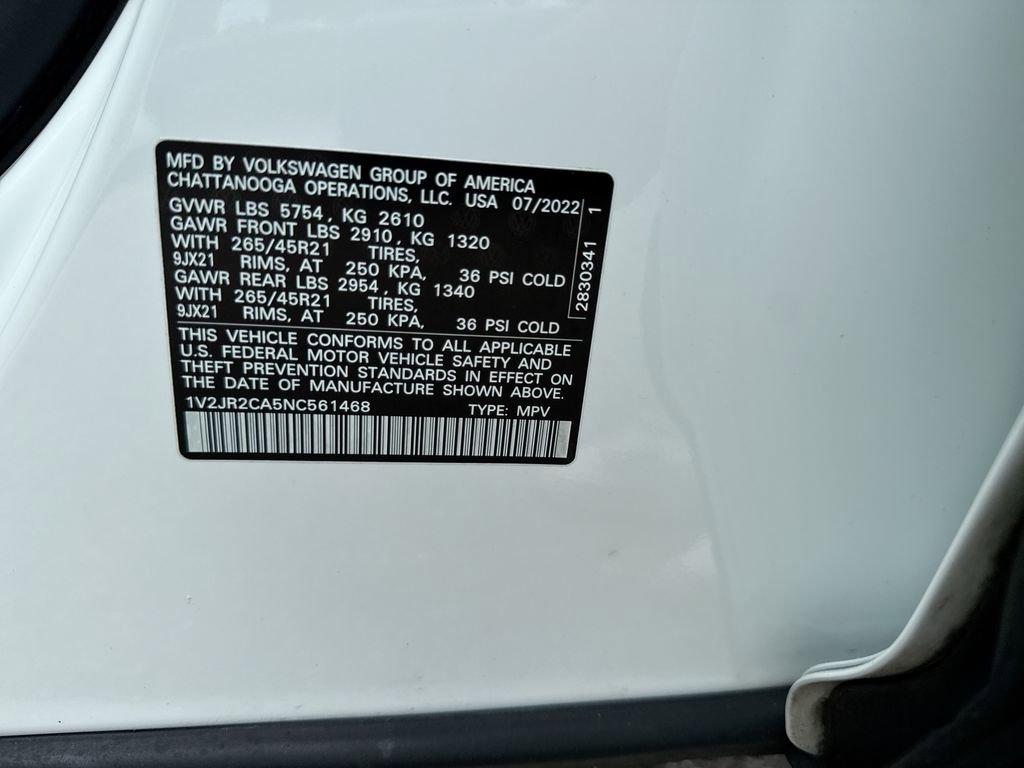 MFD BY VOLKSWAGEN GROUP OF AMERICA
CHATTANOOGA OPERATIONS, LLC. USA 07/2022
GVWR LBS 5754, KG 2610
GAWR FRONT LBS 2910, KG 1320
WITH 265/45R21 TIRES,
9JX21 RIMS, AT 250 KPA, 36 PSI COLD
GAWR REAR LBS 2954, KG 1340
WITH 265/45R21 TIRES,
9JX21 RIMS, AT 250 KPA, 36 PSI COLD
2830341 1
THIS VEHICLE CONFORMS TO ALL APPLICABLE
U.S. FEDERAL MOTOR VEHICLE SAFETY AND
THEFT PREVENTION STANDARDS IN EFFECT ON
THE DATE OF MANUFACTURE SHOWN ABOVE.
1V2JR2CA5NC561468 TYPE: MPV